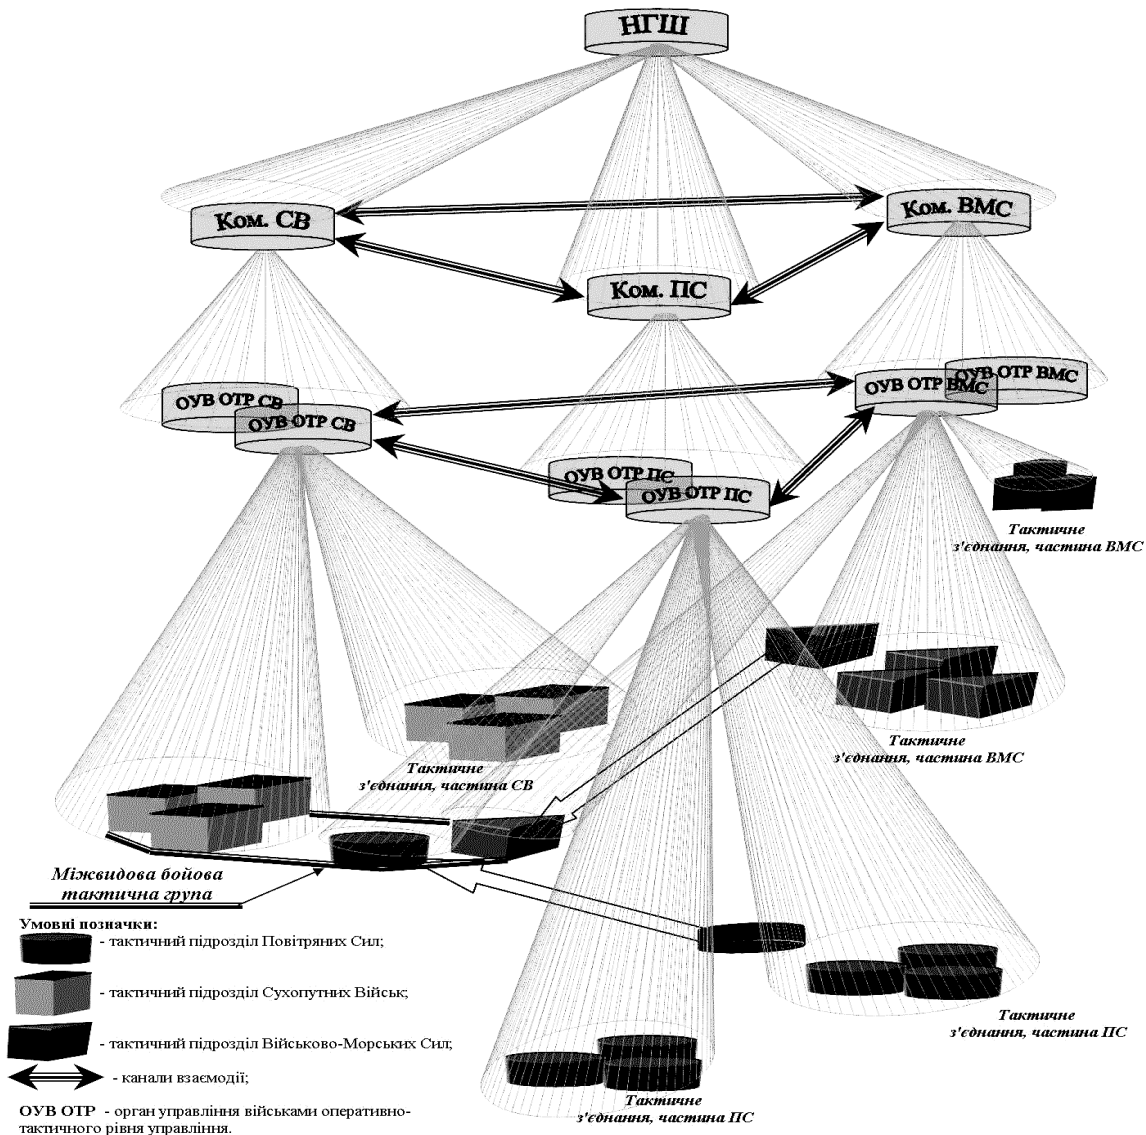 НГШ
Ком. СВ
Ком. ВМС
Ком. ПС
ОУВ ОТР СВ
ОУВ ОТР СВ
ОУВ ОТР ВМС
ОУВ ОТР ВМС
ОУВ ОТР ПС
ОУВ ОТР ПС
Тактичне
з'єднання, частина ВМС
Тактичне
з'єднання, частина ВМС
Тактичне
з'єднання, частина СВ
Міжвидова бойова
тактична група
Умовні позначки:
- тактичний підрозділ Повітряних Сил;
- тактичний підрозділ Сухопутних Військ;
- тактичний підрозділ Військово-Морських Сил;
- канали взаємодії;
ОУВ ОТР - орган управління військами оперативно-
тактичного рівня управління.
Тактичне
з'єднання, частина ПС
Тактичне
з'єднання, частина ПС